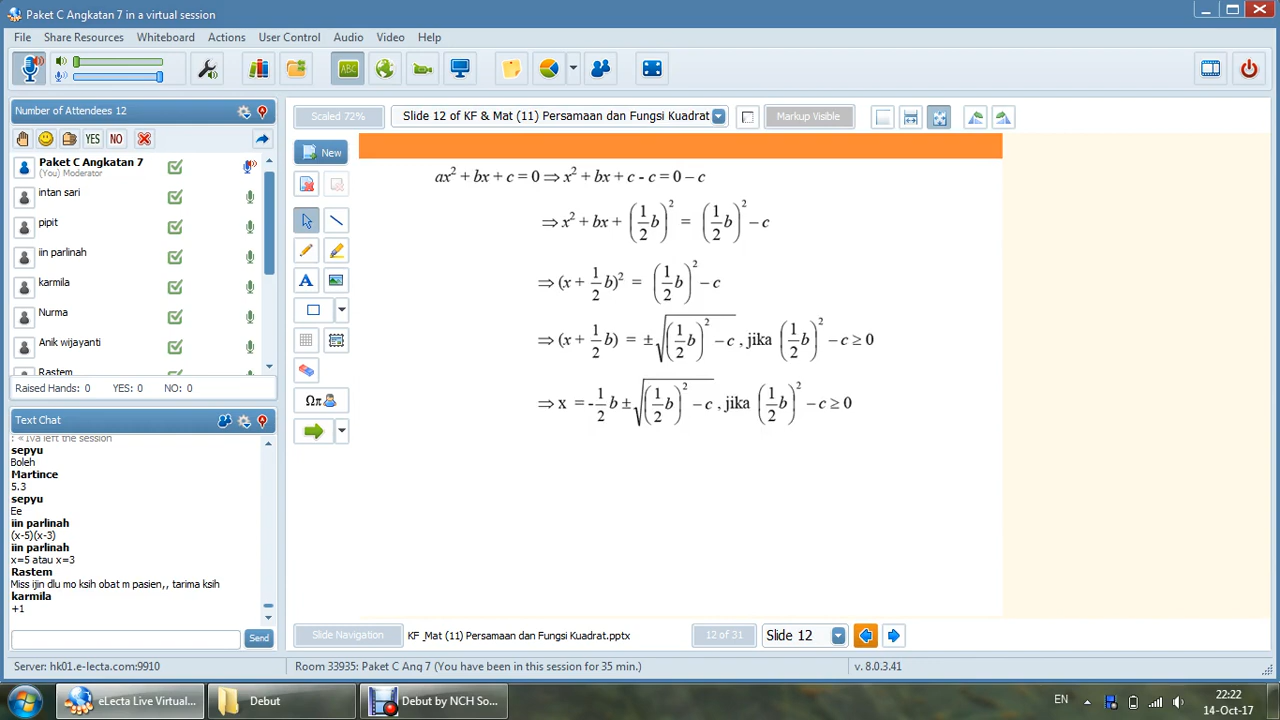 Paket C Angkatan 7 in a virtual session
File Share Resources Whiteboard Actions User Control Audio Video Help
ABC
Number of Attendees 12
Scaled 72%
Slide 12 of KF & Mat (11) Persamaan dan Fungsi Kuadrat
Markup Visible
YES NO
New
Paket C Angkatan 7
(You) Moderator
intan sari
pipit
iin parlinah
karmila
Nurma
Anik wijayanti
Rastem
Raised Hands: 0 YES: 0 NO: 0
A
Ωπ
Text Chat
: «Iva left the session
sepyu
Boleh
Martince
5.3
sepyu
Ee
iin parlinah
(x-5)(x-3)
iin parlinah
x=5 atau x=3
Rastem
Miss ijin dlu mo ksih obat m pasien,, tarima ksih
karmila
+1
Send
ax² + bx + c = 0 ⇒ x² + bx + c - c = 0 – c
⇒ x² + bx + (1/2 b)² = (1/2 b)² – c
⇒ (x + 1/2 b)² = (1/2 b)² – c
⇒ (x + 1/2 b) = ± √((1/2 b)² – c) , jika (1/2 b)² – c ≥ 0
⇒ x = -1/2 b ± √((1/2 b)² – c) , jika (1/2 b)² – c ≥ 0
Slide Navigation
KF _Mat (11) Persamaan dan Fungsi Kuadrat.pptx
12 of 31
Slide 12
Server: hk01.e-lecta.com:9910
Room 33935: Paket C Ang 7 (You have been in this session for 35 min.)
v. 8.0.3.41
eLecta Live Virtual...
Debut
Debut by NCH So...
EN
22:22
14-Oct-17